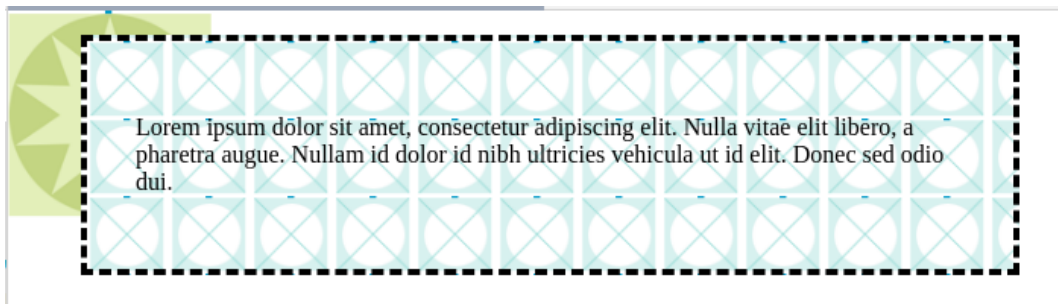 Lorem ipsum dolor sit amet, consectetur adipiscing elit. Nulla vitae elit libero, a
pharetra augue. Nullam id dolor id nibh ultricies vehicula ut id elit. Donec sed odio
dui.